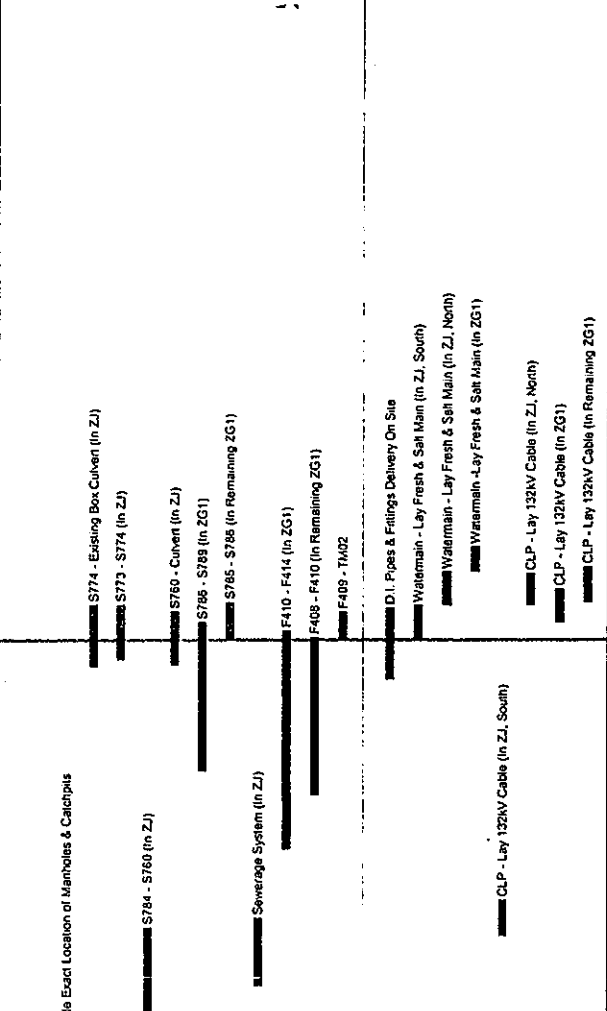 Exact Location of Manholes & Catchpits
S774 - Existing Box Culvert (In ZJ)
S773 - S774 (In ZJ)
S784 - S760 (In ZJ)
S760 - Culvert (In ZJ)
S786 - S789 (In ZG1)
S785 - S786 (In Remaining ZG1)
Sewerage System (In ZJ)
F410 - F414 (In ZG1)
F408 - F410 (In Remaining ZG1)
F409 - TM02
D.I. Pipes & Fittings Delivery On Site
Watermain - Lay Fresh & Salt Main (In ZJ, South)
Watermain - Lay Fresh & Salt Main (In ZJ, North)
Watermain -Lay Fresh & Salt Main (In ZG1)
CLP - Lay 132kV Cable (In ZJ, South)
CLP - Lay 132kV Cable (In ZJ, North)
CLP - Lay 132kV Cable (In ZG1)
CLP - Lay 132kV Cable (In Remaining ZG1)